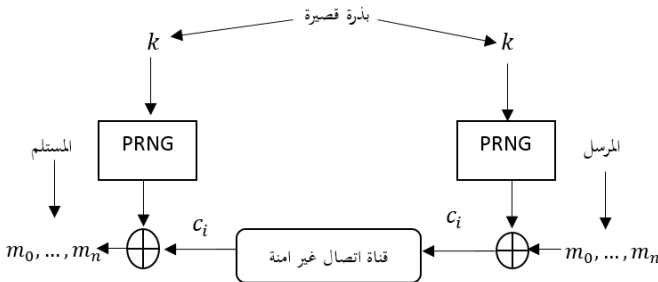 بذرة قصيرة
k
k
PRNG
PRNG
المرسل
المستلم
c_i
c_i
m_0, ..., m_n
قناة اتصال غير امنة
m_0, ..., m_n